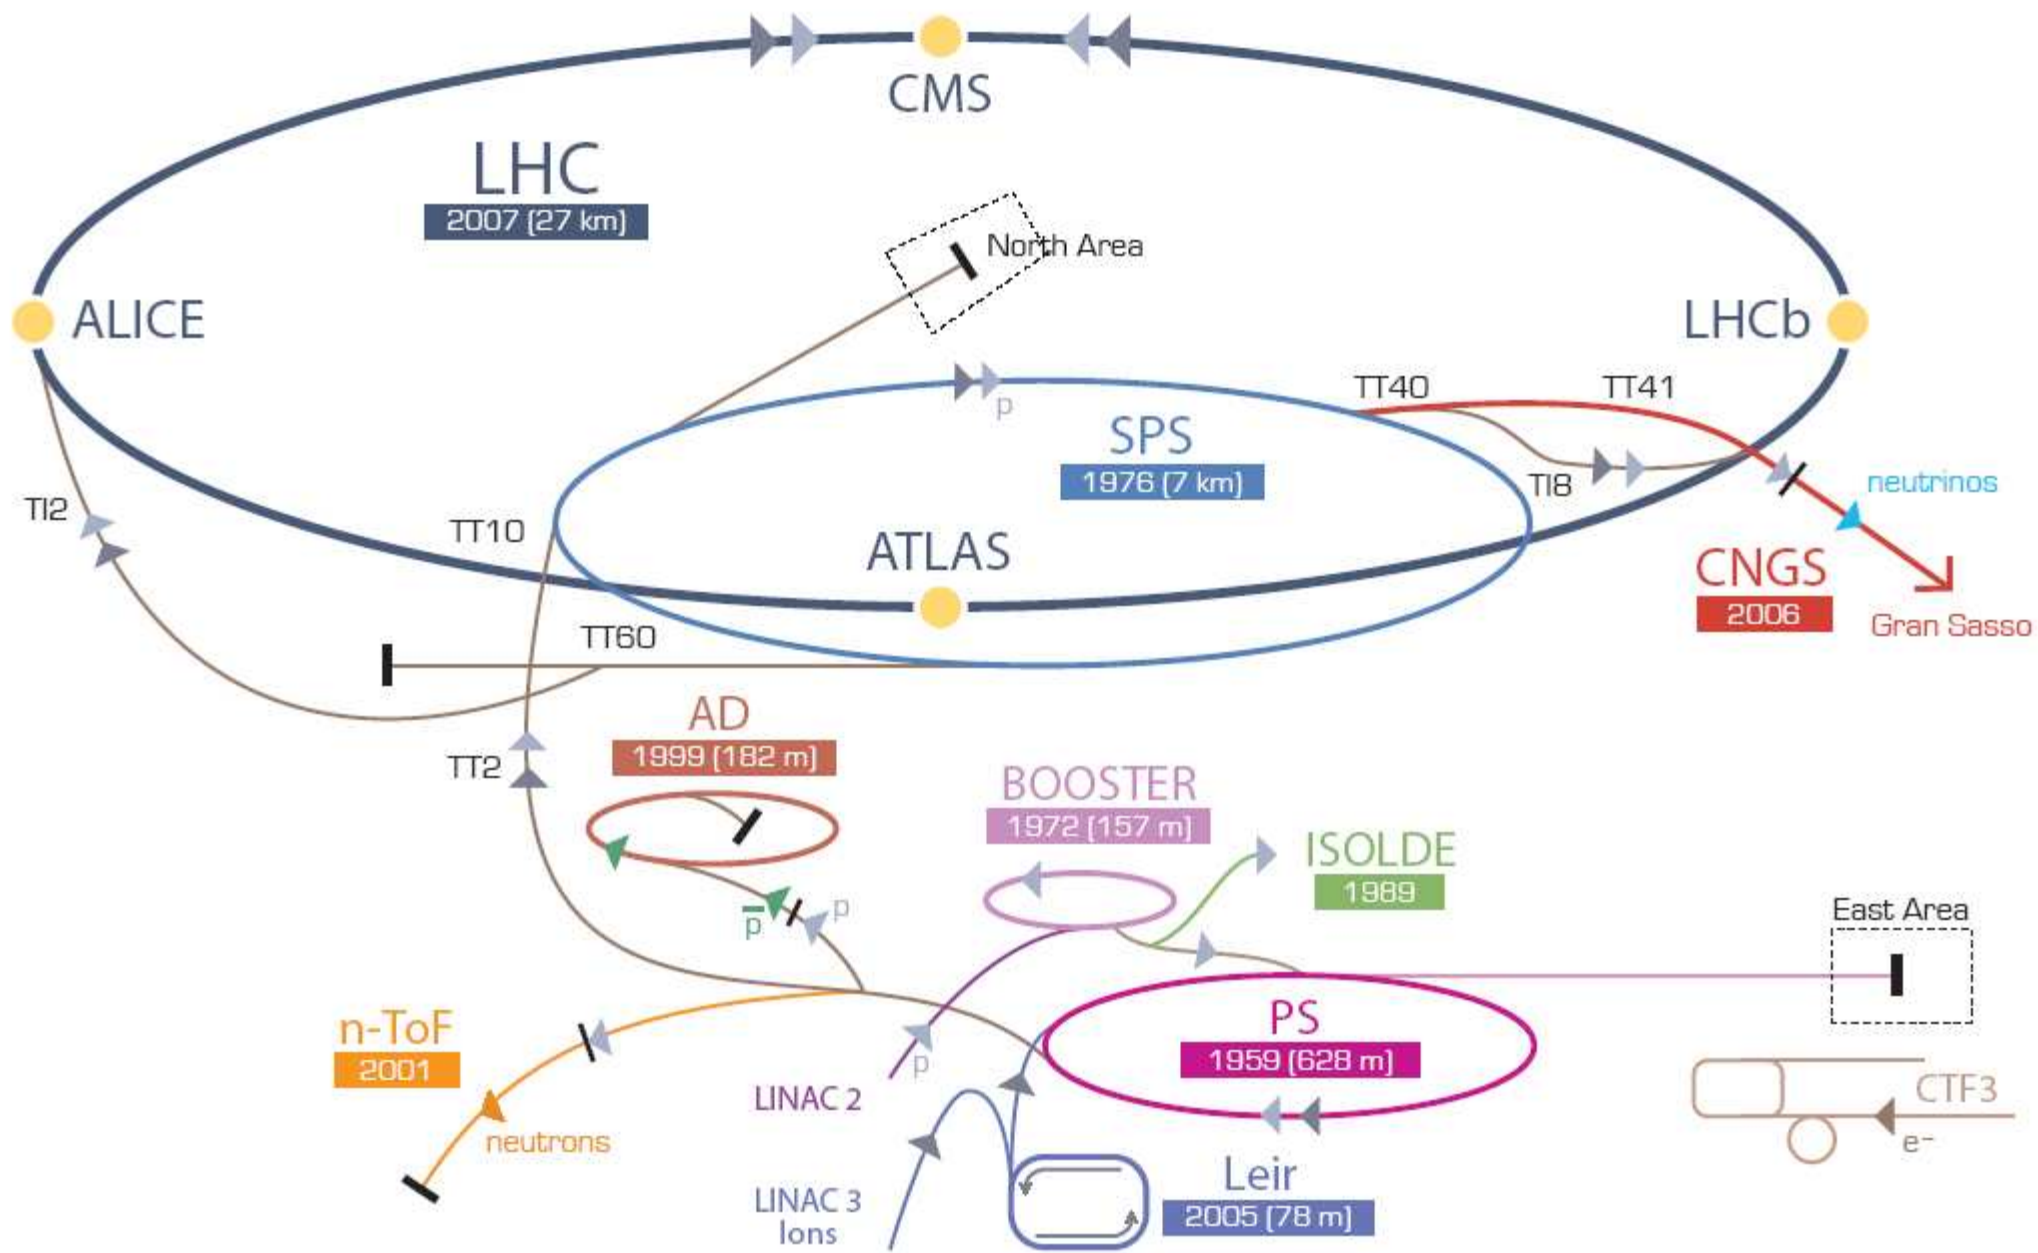 CMS
LHC
2007 (27 km)
North Area
ALICE
LHCb
p
TT40
TT41
SPS
1976 (7 km)
TI8
neutrinos
TI2
TT10
ATLAS
CNGS
2006
Gran Sasso
TT60
AD
1999 (182 m)
TT2
BOOSTER
1972 (157 m)
ISOLDE
1989
p̅
p
East Area
n-ToF
2001
PS
1959 (628 m)
p
LINAC 2
CTF3
e-
neutrons
LINAC 3
Ions
Leir
2005 (78 m)